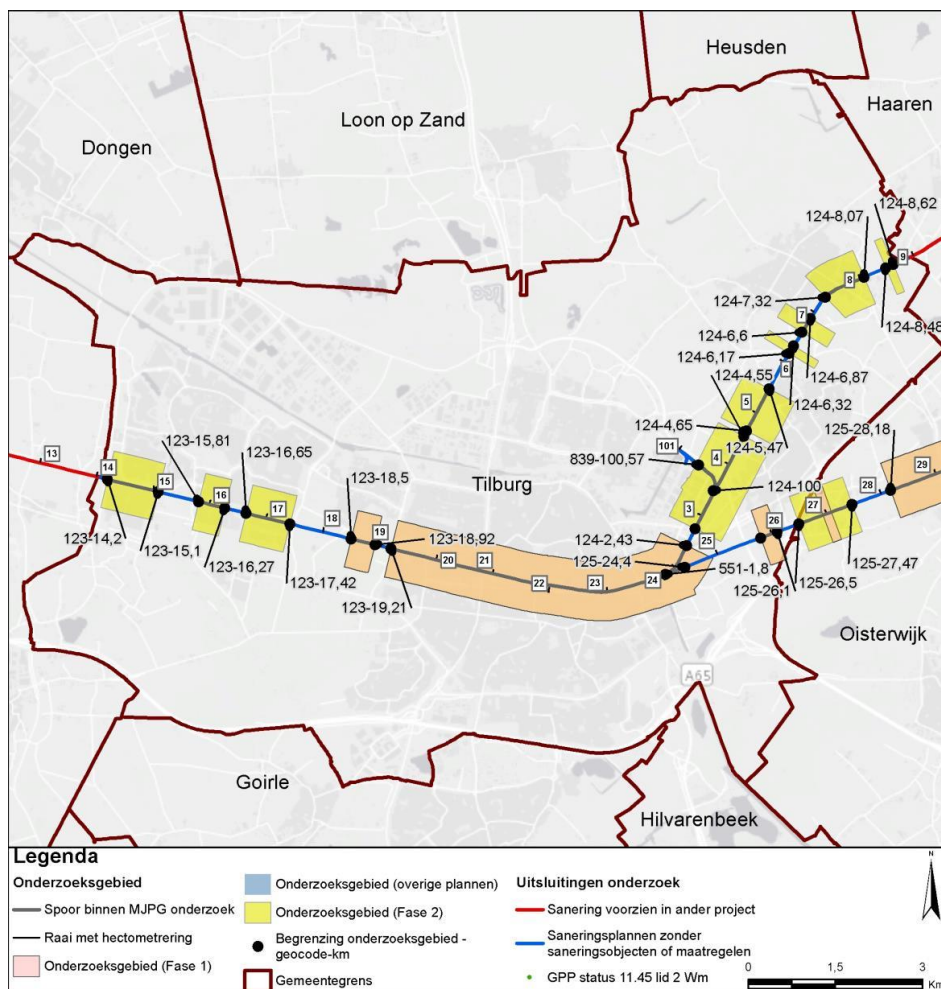 Heusden
Haaren
Loon op Zand
Dongen
124-8,62
124-8,07
9
8
124-7,32
124-8,48
7
124-6,6
124-6,17
6
124-4,55
124-6,87
124-6,32
5
125-28,18
124-4,65
123-15,81
123-16,65
101
4
124-5,47
29
13
839-100,57
14
15
123-18,5
Tilburg
124-100
28
16
27
17
3
18
26
123-14,2
123-15,1
19
123-18,92
124-2,43
25
20
21
125-24,4
551-1,8
125-27,47
123-16,27
22
23
24
125-26,5
123-17,42
125-26,1
123-19,21
Oisterwijk
A65
Goirle
Hilvarenbeek
Legenda
Onderzoeksgebied
Spoor binnen MJPG onderzoek
Raai met hectometrering
Onderzoeksgebied (Fase 1)
Onderzoeksgebied (overige plannen)
Onderzoeksgebied (Fase 2)
Begrenzing onderzoeksgebied -
geocode-km
Gemeentegrens
Uitsluitingen onderzoek
Sanering voorzien in ander project
Saneringsplannen zonder
saneringsobjecten of maatregelen
GPP status 11.45 lid 2 Wm
N
0 1,5 3
Km